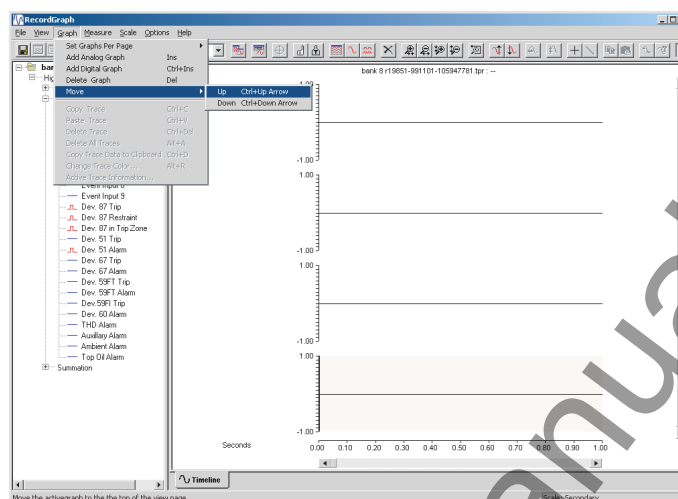 RecordGraph
File View Graph Measure Scale Options Help
Set Graphs Per Page
Add Analog Graph Ins
Add Digital Graph Ctrl+Ins
Delete Graph Del
Move
Up Ctrl+Up Arrow
Down Ctrl+Down Arrow
Copy Trace Ctrl+C
Paste Trace Ctrl+V
Delete Trace Ctrl+Del
Delete All Traces Alt+A
Copy Trace Data to Clipboard Ctrl+D
Change Trace Color... Alt+R
Active Trace Information...
bank 8 r19851-991101-105947781.tpr : --
Event Input 9
Dev. 87 Trip
Dev. 87 Restraint
Dev. 87 in Trip Zone
Dev. 51 Trip
Dev. 51 Alarm
Dev. 67 Trip
Dev. 67 Alarm
Dev. 59FT Trip
Dev. 59FT Alarm
Dev.59FI Trip
Dev. 60 Alarm
THD Alarm
Auxillary Alarm
Ambient Alarm
Top Oil Alarm
Summation
-1.00
1.00
-1.00
1.00
-1.00
1.00
-1.00
Seconds
0.00 0.10 0.20 0.30 0.40 0.50 0.60 0.70 0.80 0.90 1.00
Timeline
Move the activegraph to the the top of the view page
Scale: Secondary